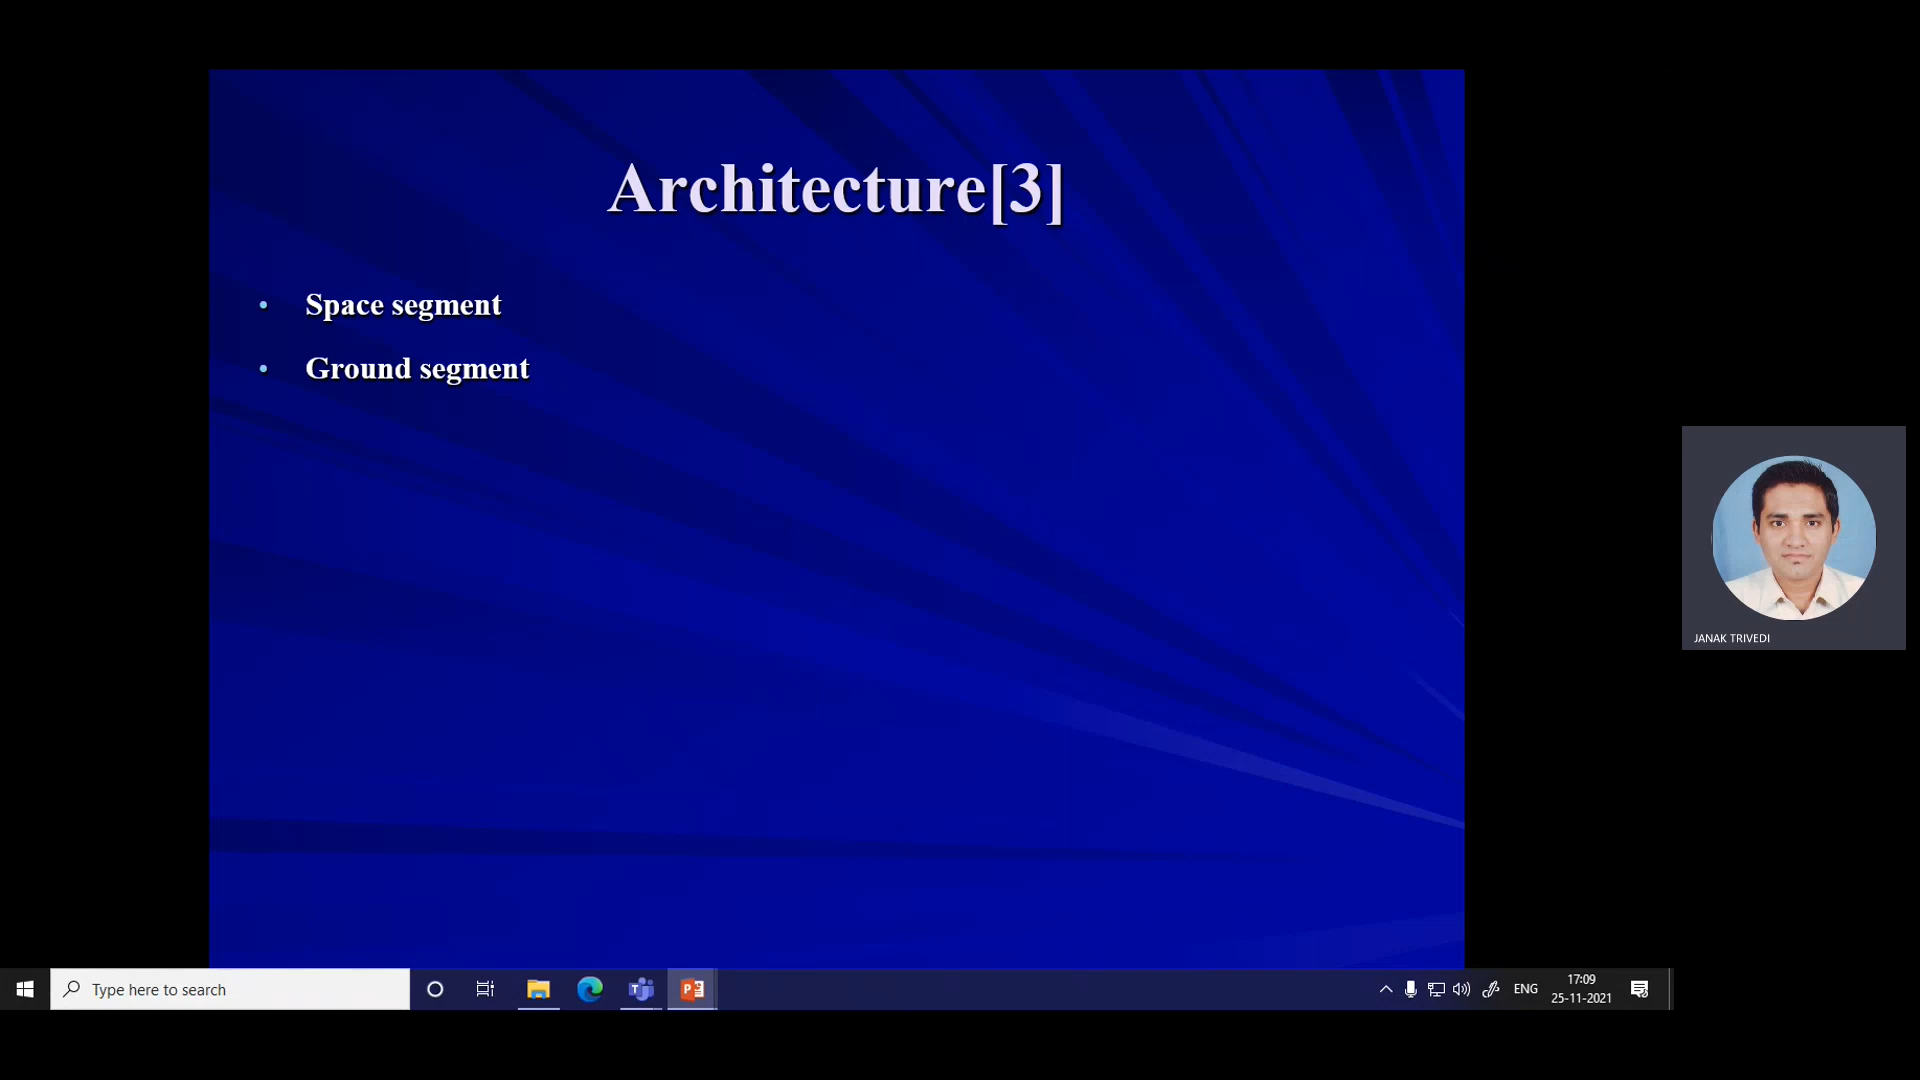 Architecture[3]
• Space segment
• Ground segment
JANAK TRIVEDI
Type here to search
ENG
17:09
25-11-2021